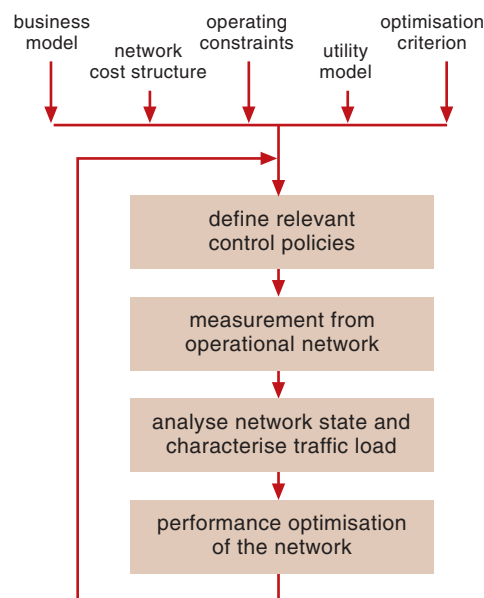 business
model
network
cost structure
operating
constraints
utility
model
optimisation
criterion
define relevant
control policies
measurement from
operational network
analyse network state and
characterise traffic load
performance optimisation
of the network